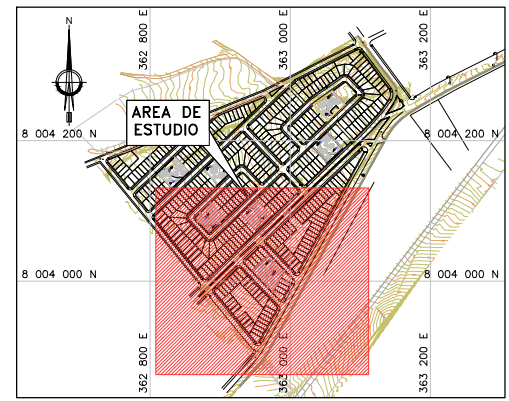 N
362 800 E
363 000 E
363 200 E
AREA DE
ESTUDIO
8 004 200 N
8 004 200 N
8 004 000 N
8 004 000 N
362 800 E
363 000 E
363 200 E